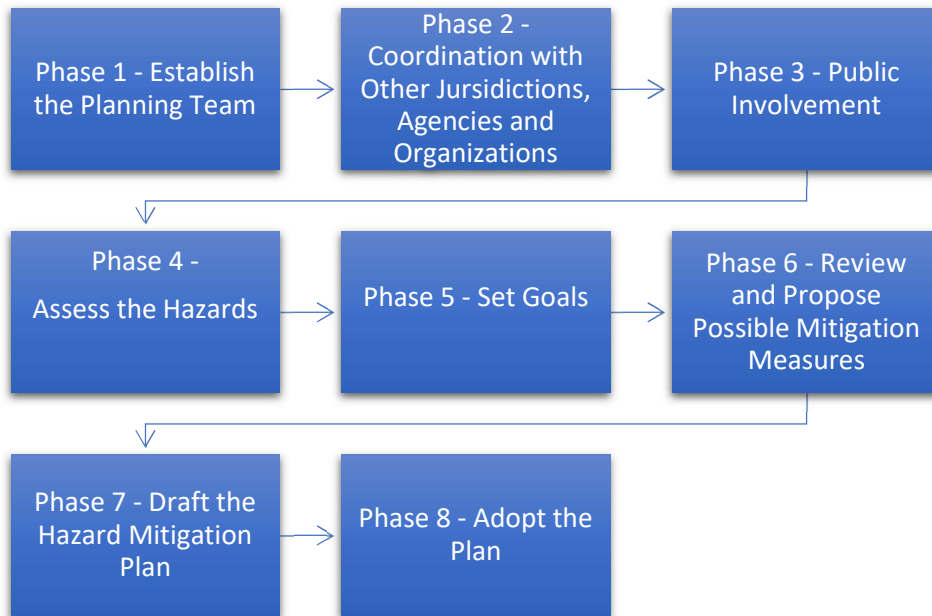 Phase 1 - Establish
the Planning Team
Phase 2 -
Coordination with
Other Jursidictions,
Agencies and
Organizations
Phase 3 - Public
Involvement
Phase 4 -
Assess the Hazards
Phase 5 - Set Goals
Phase 6 - Review
and Propose
Possible Mitigation
Measures
Phase 7 - Draft the
Hazard Mitigation
Plan
Phase 8 - Adopt the
Plan